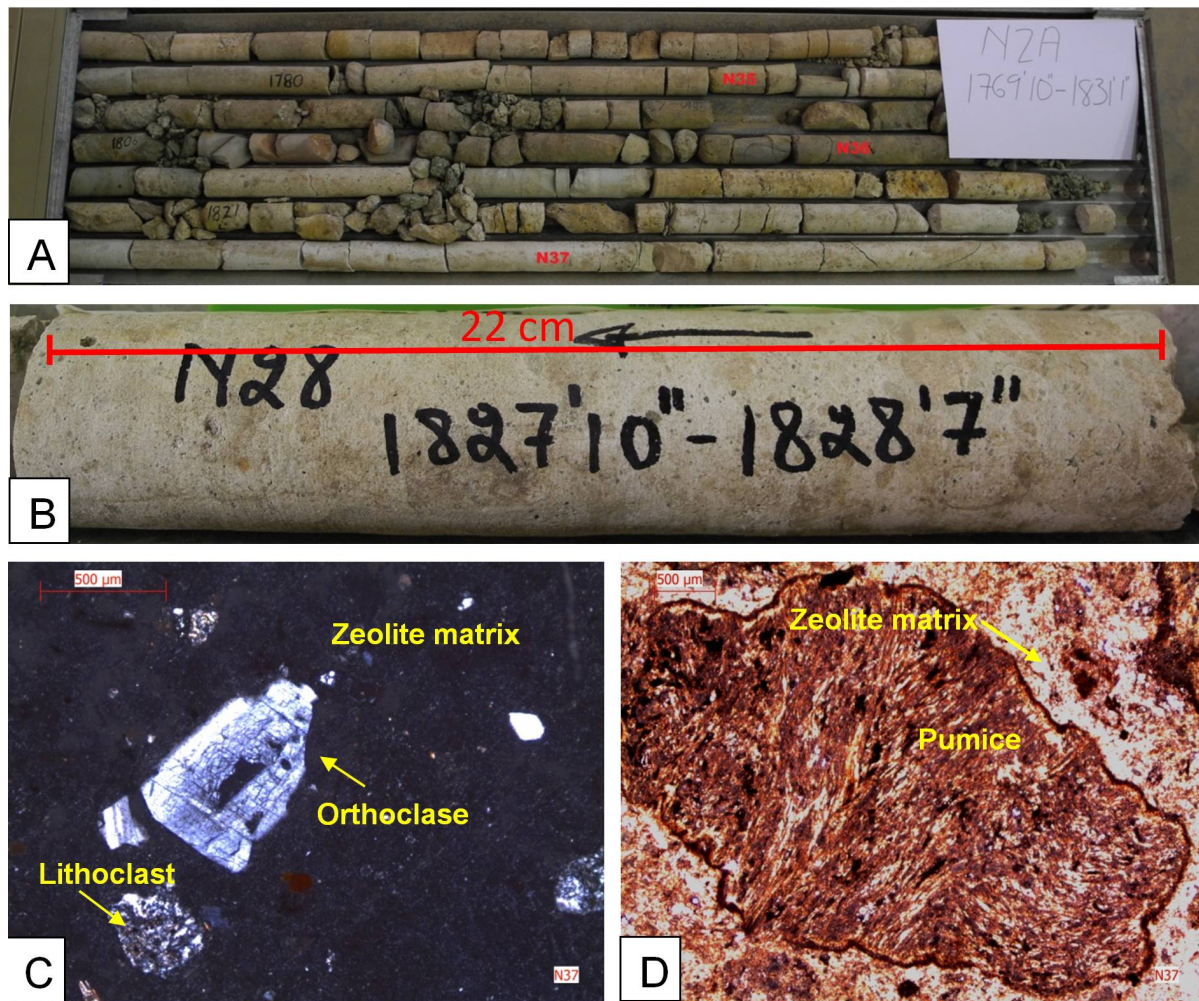 N2A
1769'10"-1831'1"
1780
N35
1806
N36
1821
N37
A
22 cm
N28
1827'10"-1828'7"
B
500 µm
Zeolite matrix
Orthoclase
Lithoclast
C
N37
500 µm
Zeolite matrix
Pumice
D
N37